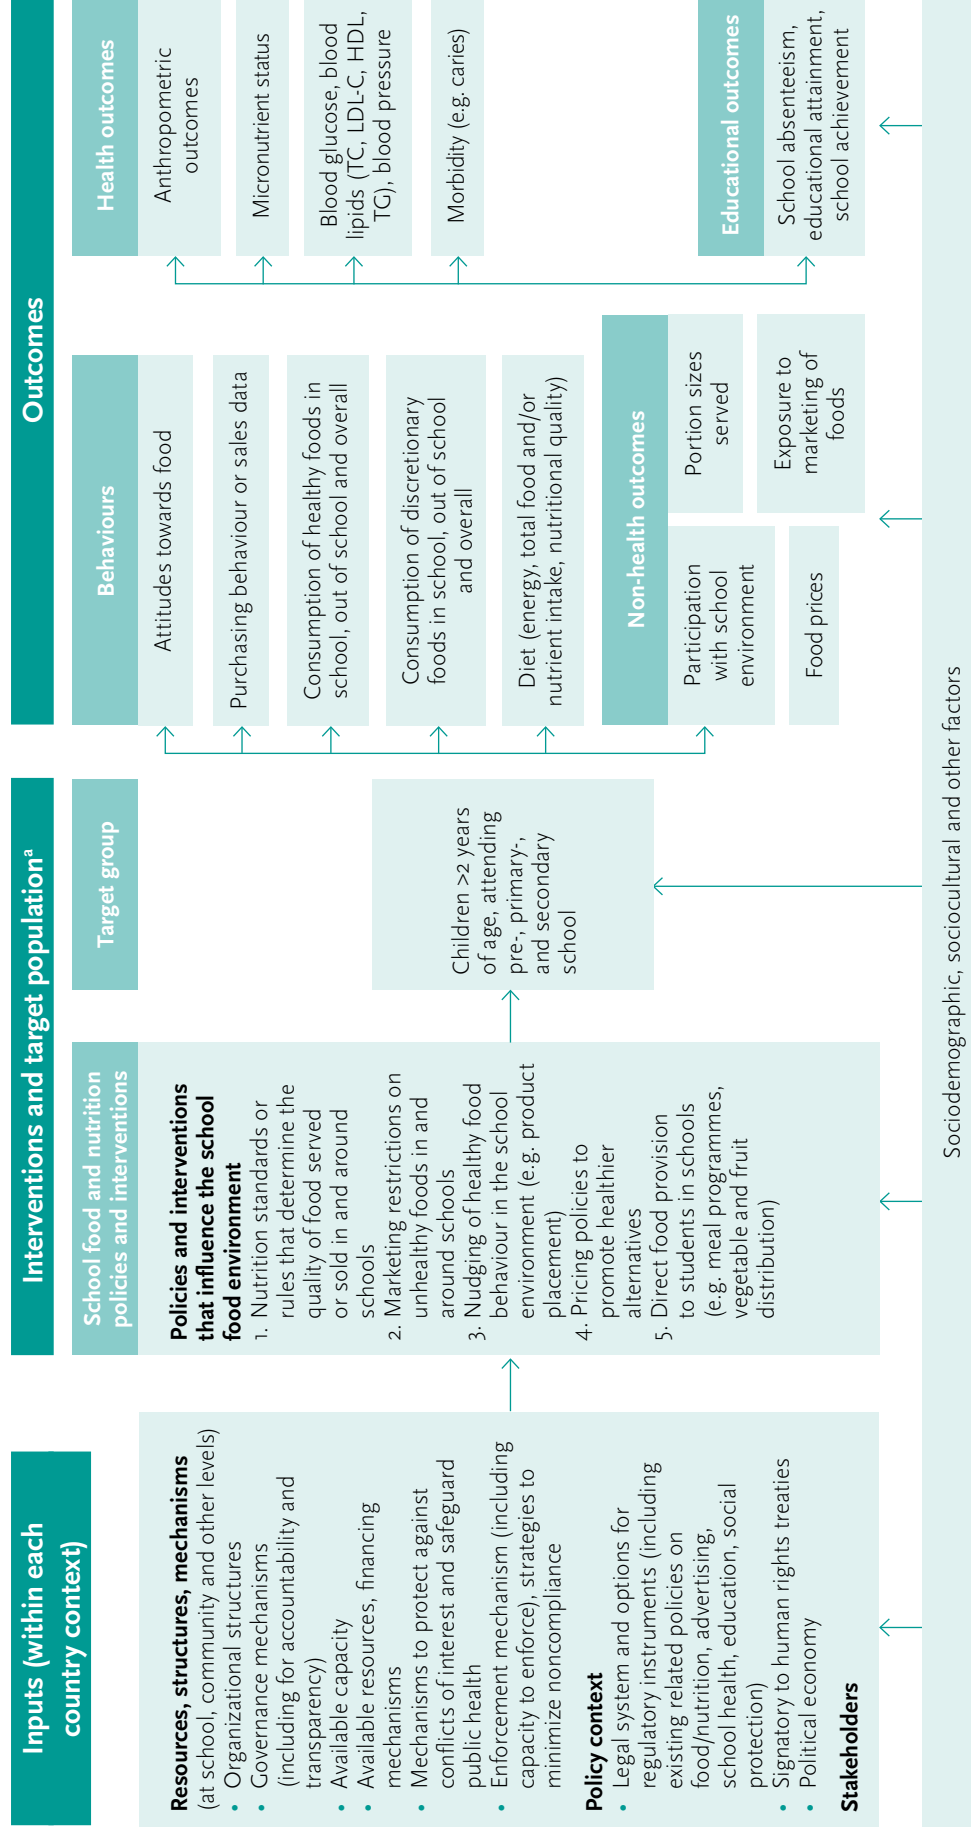 Inputs (within each
country context)
Resources, structures, mechanisms
(at school, community and other levels)
• Organizational structures
• Governance mechanisms
(including for accountability and
transparency)
• Available capacity
• Available resources, financing
mechanisms
• Mechanisms to protect against
conflicts of interest and safeguard
public health
• Enforcement mechanism (including
capacity to enforce), strategies to
minimize noncompliance
Policy context
• Legal system and options for
regulatory instruments (including
existing related policies on
food/nutrition, advertising,
school health, education, social
protection)
• Signatory to human rights treaties
• Political economy
Stakeholders
Interventions and target populationᵃ
School food and nutrition
policies and interventions
Policies and interventions
that influence the school
food environment
1. Nutrition standards or
rules that determine the
quality of food served
or sold in and around
schools
2. Marketing restrictions on
unhealthy foods in and
around schools
3. Nudging of healthy food
behaviour in the school
environment (e.g. product
placement)
4. Pricing policies to
promote healthier
alternatives
5. Direct food provision
to students in schools
(e.g. meal programmes,
vegetable and fruit
distribution)
Target group
Children >2 years
of age, attending
pre-, primary-,
and secondary
school
Outcomes
Behaviours
Attitudes towards food
Purchasing behaviour or sales data
Consumption of healthy foods in
school, out of school and overall
Consumption of discretionary
foods in school, out of school
and overall
Diet (energy, total food and/or
nutrient intake, nutritional quality)
Non-health outcomes
Participation
with school
environment
Portion sizes
served
Food prices
Exposure to
marketing of
foods
Health outcomes
Anthropometric
outcomes
Micronutrient status
Blood glucose, blood
lipids (TC, LDL-C, HDL,
TG), blood pressure
Morbidity (e.g. caries)
Educational outcomes
School absenteeism,
educational attainment,
school achievement
Sociodemographic, sociocultural and other factors